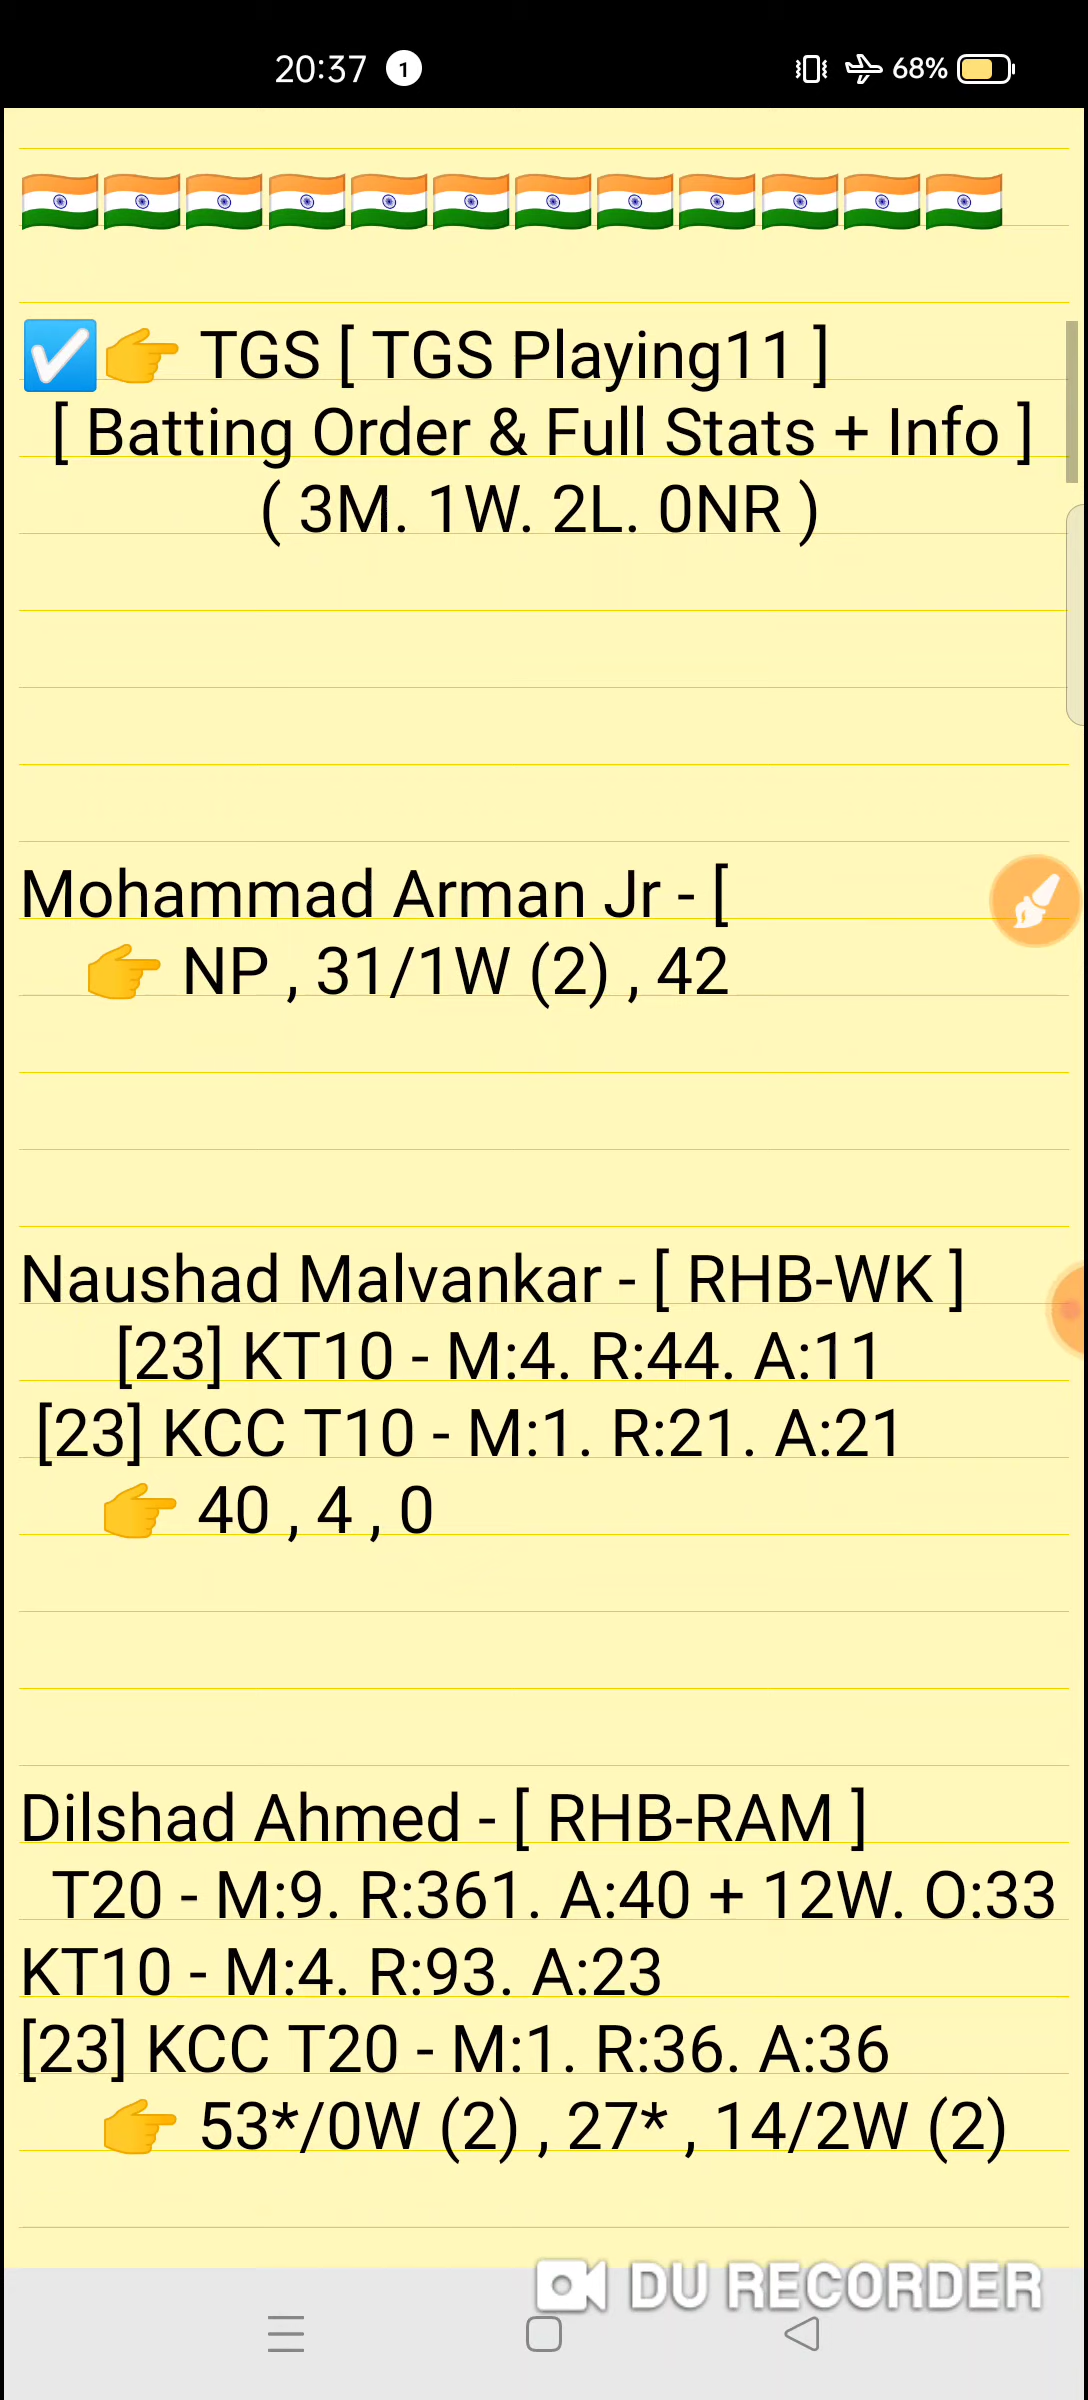 20:37 1 68%
🇮🇳🇮🇳🇮🇳🇮🇳🇮🇳🇮🇳🇮🇳🇮🇳🇮🇳🇮🇳🇮🇳🇮🇳
☑👉 TGS [ TGS Playing11 ]
[ Batting Order & Full Stats + Info ]
( 3M. 1W. 2L. 0NR )
Mohammad Arman Jr - [
👉 NP , 31/1W (2) , 42
Naushad Malvankar - [ RHB-WK ]
[23] KT10 - M:4. R:44. A:11
[23] KCC T10 - M:1. R:21. A:21
👉 40 , 4 , 0
Dilshad Ahmed - [ RHB-RAM ]
T20 - M:9. R:361. A:40 + 12W. O:33
KT10 - M:4. R:93. A:23
[23] KCC T20 - M:1. R:36. A:36
👉 53*/0W (2) , 27* , 14/2W (2)
DU RECORDER